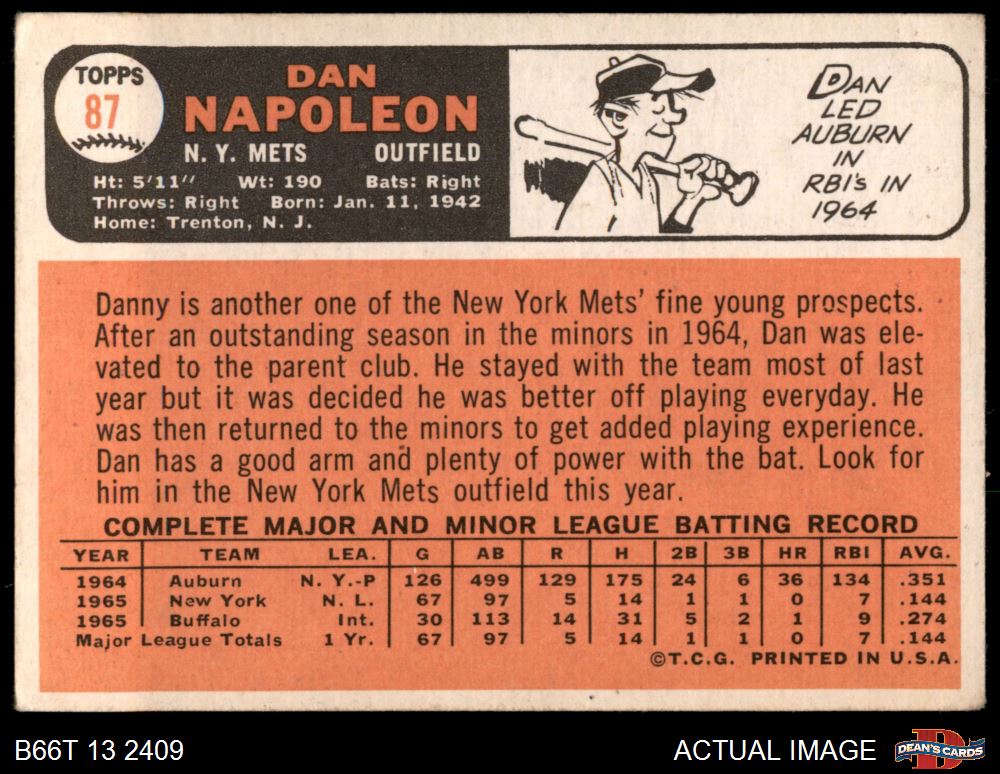 TOPPS
87
DAN
NAPOLEON
N. Y. METS OUTFIELD
Ht: 5'11" Wt: 190 Bats: Right
Throws: Right Born: Jan. 11, 1942
Home: Trenton, N. J.
DAN
LED
AUBURN
IN
RBI's IN
1964
Danny is another one of the New York Mets' fine young prospects.
After an outstanding season in the minors in 1964, Dan was ele-
vated to the parent club. He stayed with the team most of last
year but it was decided he was better off playing everyday. He
was then returned to the minors to get added playing experience.
Dan has a good arm and plenty of power with the bat. Look for
him in the New York Mets outfield this year.
COMPLETE MAJOR AND MINOR LEAGUE BATTING RECORD
YEAR TEAM LEA. G AB R H 2B 3B HR RBI AVG.
1964 Auburn N. Y.-P 126 499 129 175 24 6 36 134 .351
1965 New York N. L. 67 97 5 14 1 1 0 7 .144
1965 Buffalo Int. 30 113 14 31 5 2 1 9 .274
Major League Totals 1 Yr. 67 97 5 14 1 1 0 7 .144
©T.C.G. PRINTED IN U.S.A.
B66T 13 2409
ACTUAL IMAGE
DEAN'S CARDS